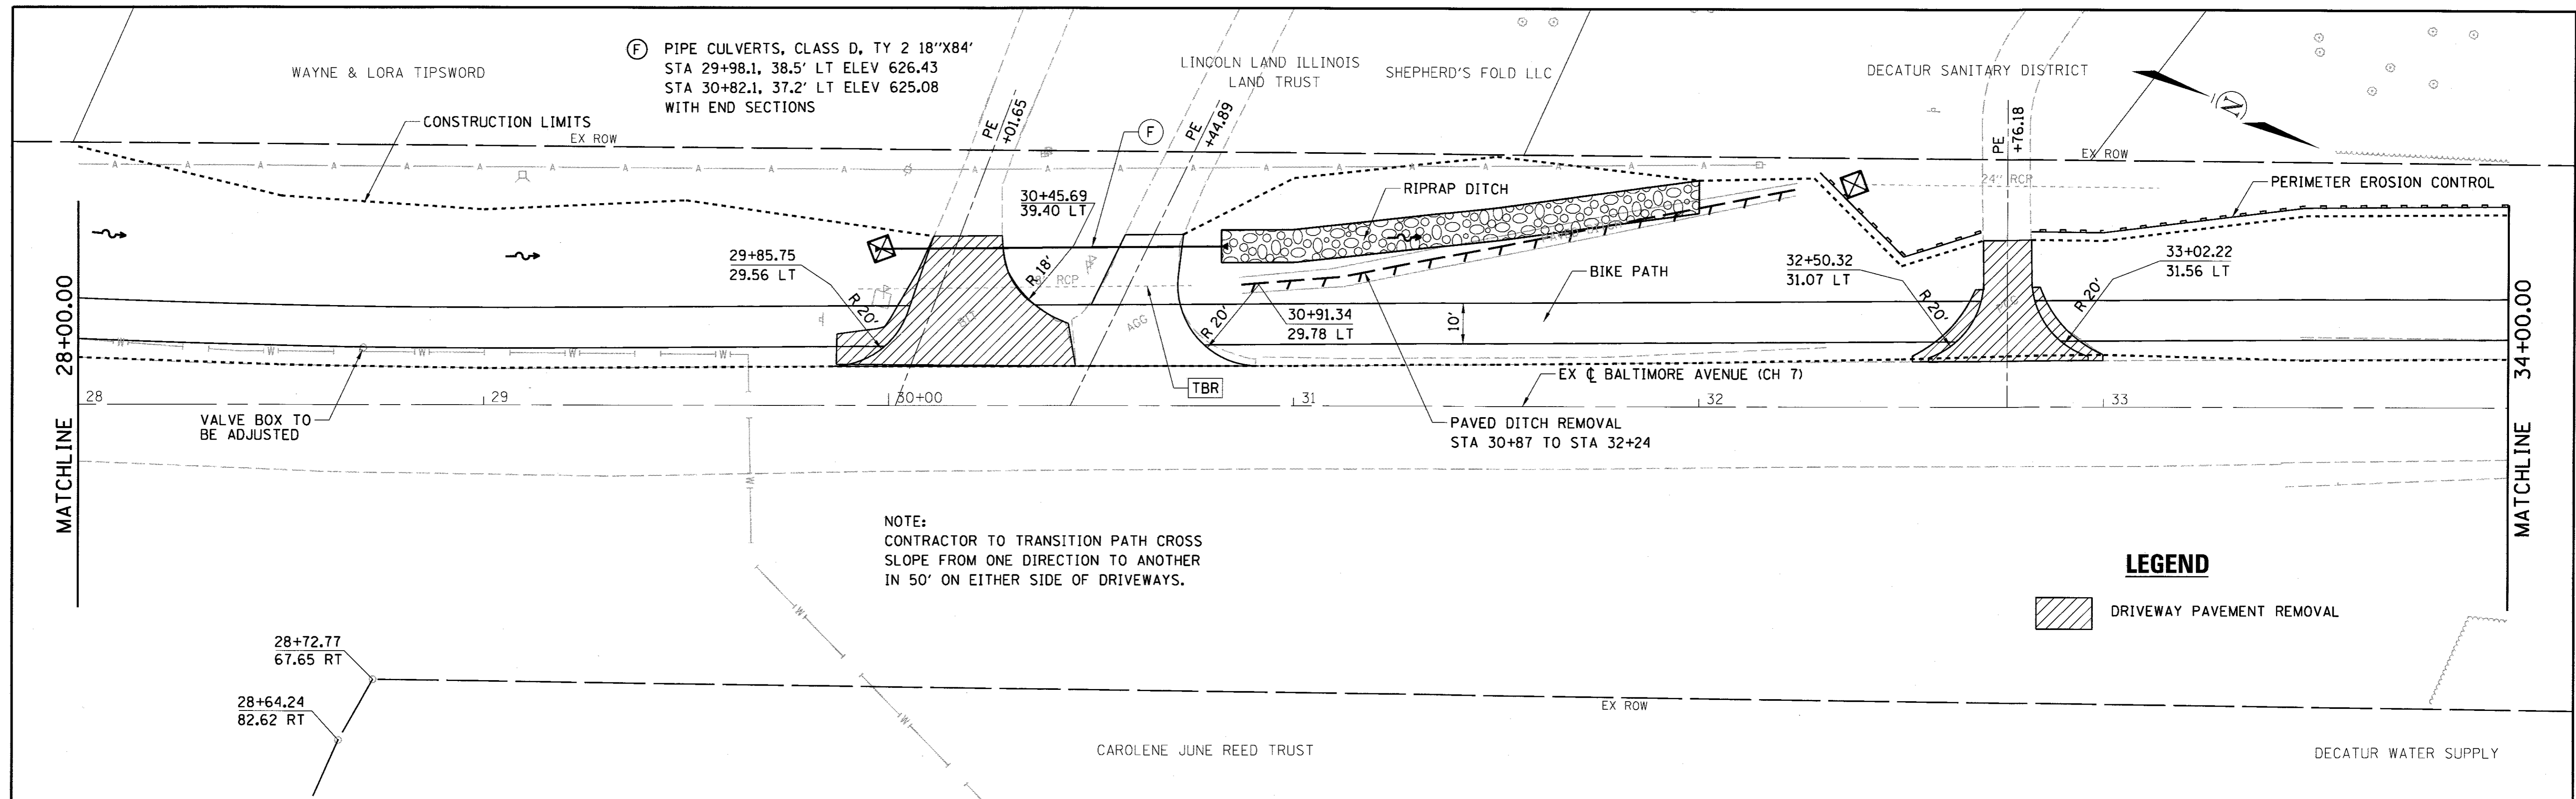 WAYNE & LORA TIPSWORD
(F) PIPE CULVERTS, CLASS D, TY 2 18"X84'
STA 29+98.1, 38.5' LT ELEV 626.43
STA 30+82.1, 37.2' LT ELEV 625.08
WITH END SECTIONS
LINCOLN LAND ILLINOIS
LAND TRUST
SHEPHERD'S FOLD LLC
DECATUR SANITARY DISTRICT
N
CONSTRUCTION LIMITS
EX ROW
PE
+01.65
F
PE
+44.89
PE
+76.18
EX ROW
A A A A A A A A A A A A A A A A A A A A A A
30+45.69
39.40 LT
RIPRAP DITCH
24" RCP
PERIMETER EROSION CONTROL
29+85.75
29.56 LT
R 20'
BIT
R 18'
RCP
AGG
R 20'
30+91.34
29.78 LT
10'
BIKE PATH
32+50.32
31.07 LT
R 20'
R 20'
33+02.22
31.56 LT
MATCHLINE 28+00.00
W W W W W
TBR
EX ℄ BALTIMORE AVENUE (CH 7)
28
29
30+00
31
32
33
MATCHLINE 34+00.00
VALVE BOX TO
BE ADJUSTED
PAVED DITCH REMOVAL
STA 30+87 TO STA 32+24
W
W
W
NOTE:
CONTRACTOR TO TRANSITION PATH CROSS
SLOPE FROM ONE DIRECTION TO ANOTHER
IN 50' ON EITHER SIDE OF DRIVEWAYS.
LEGEND
DRIVEWAY PAVEMENT REMOVAL
28+72.77
67.65 RT
28+64.24
82.62 RT
EX ROW
CAROLENE JUNE REED TRUST
DECATUR WATER SUPPLY